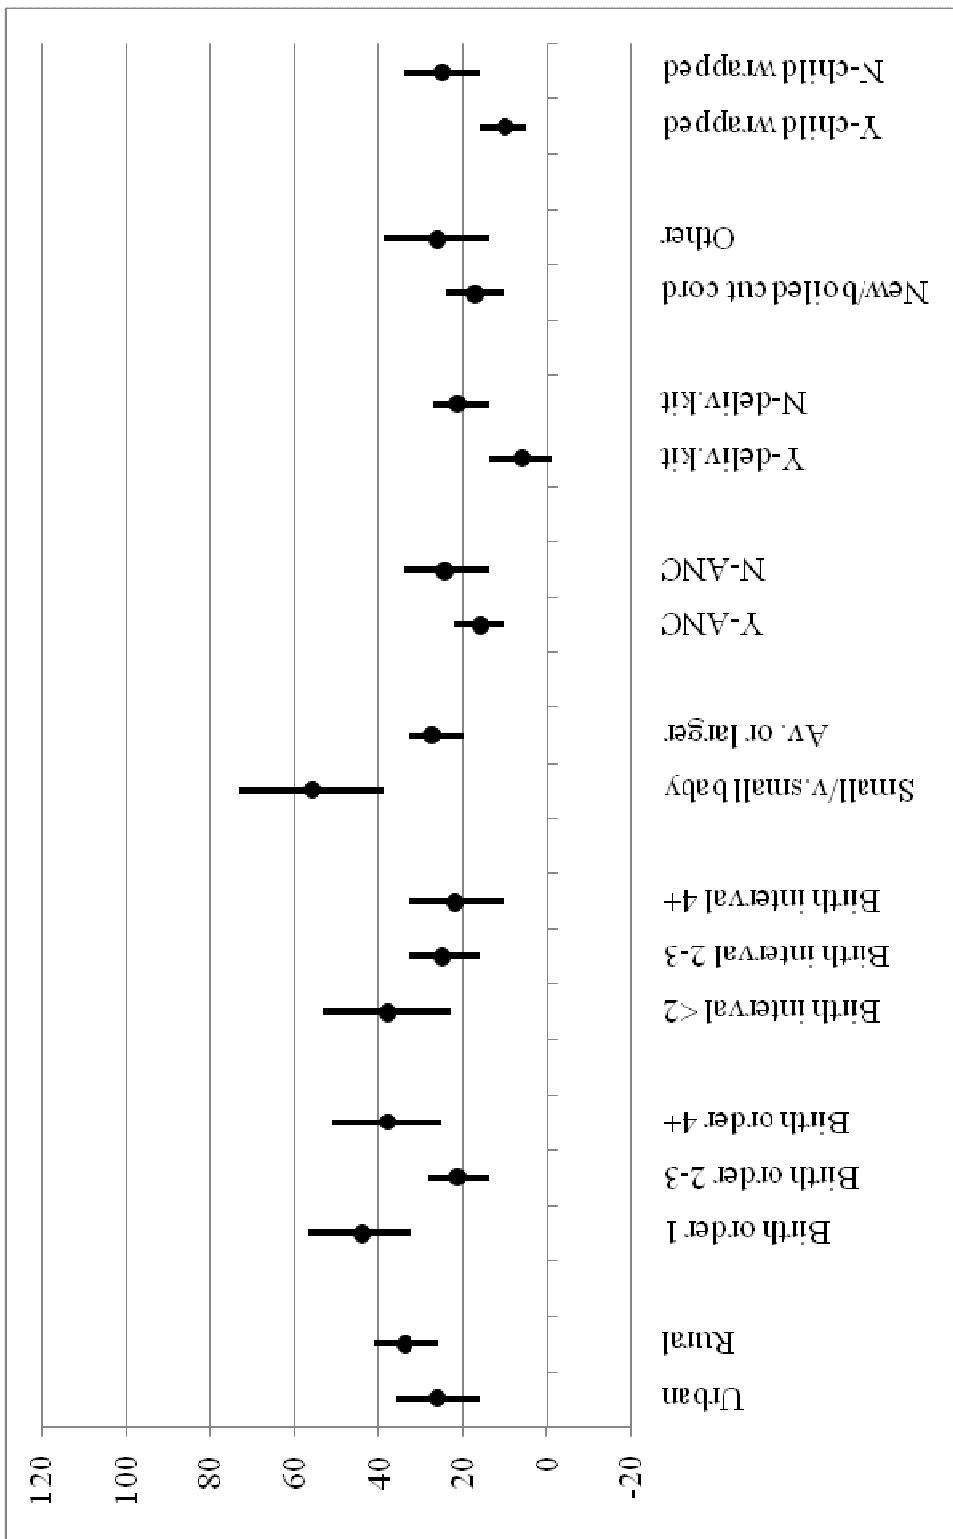 120
100
80
60
40
20
0
-20
Urban
Rural
Birth order 1
Birth order 2-3
Birth order 4+
Birth interval <2
Birth interval 2-3
Birth interval 4+
Small/v.small baby
Av. or larger
Y-ANC
N-ANC
Y-deliv.kit
N-deliv.kit
New/boiled cut cord
Other
Y-child wrapped
N-child wrapped